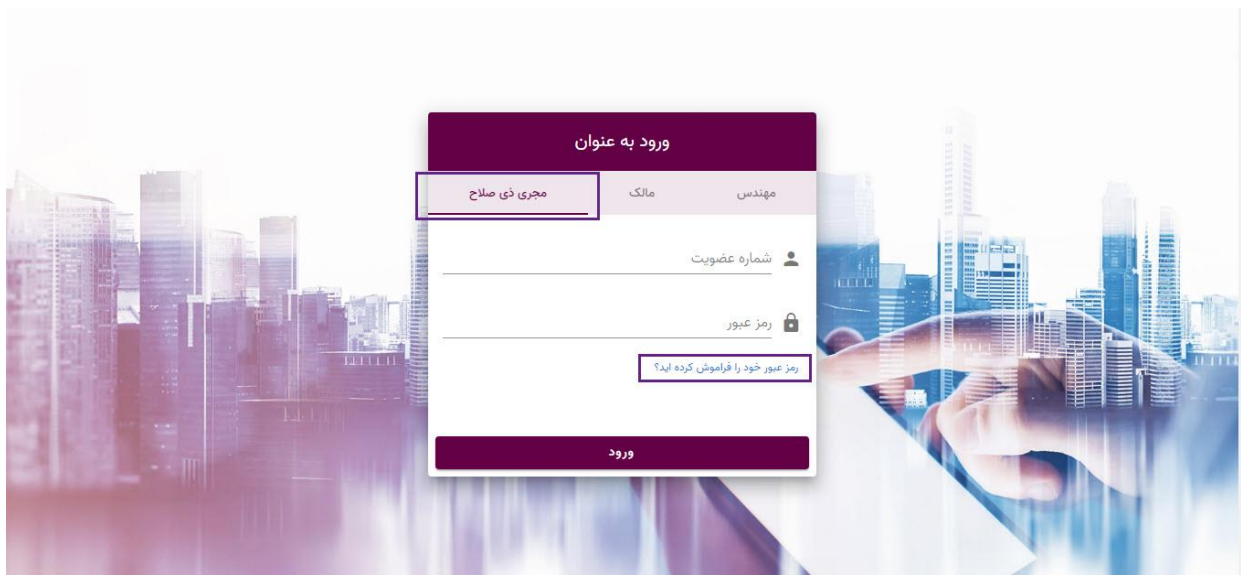 ورود به عنوان
مهندس مالک مجری ذی صلاح
شماره عضویت
رمز عبور
رمز عبور خود را فراموش کرده اید؟
ورود